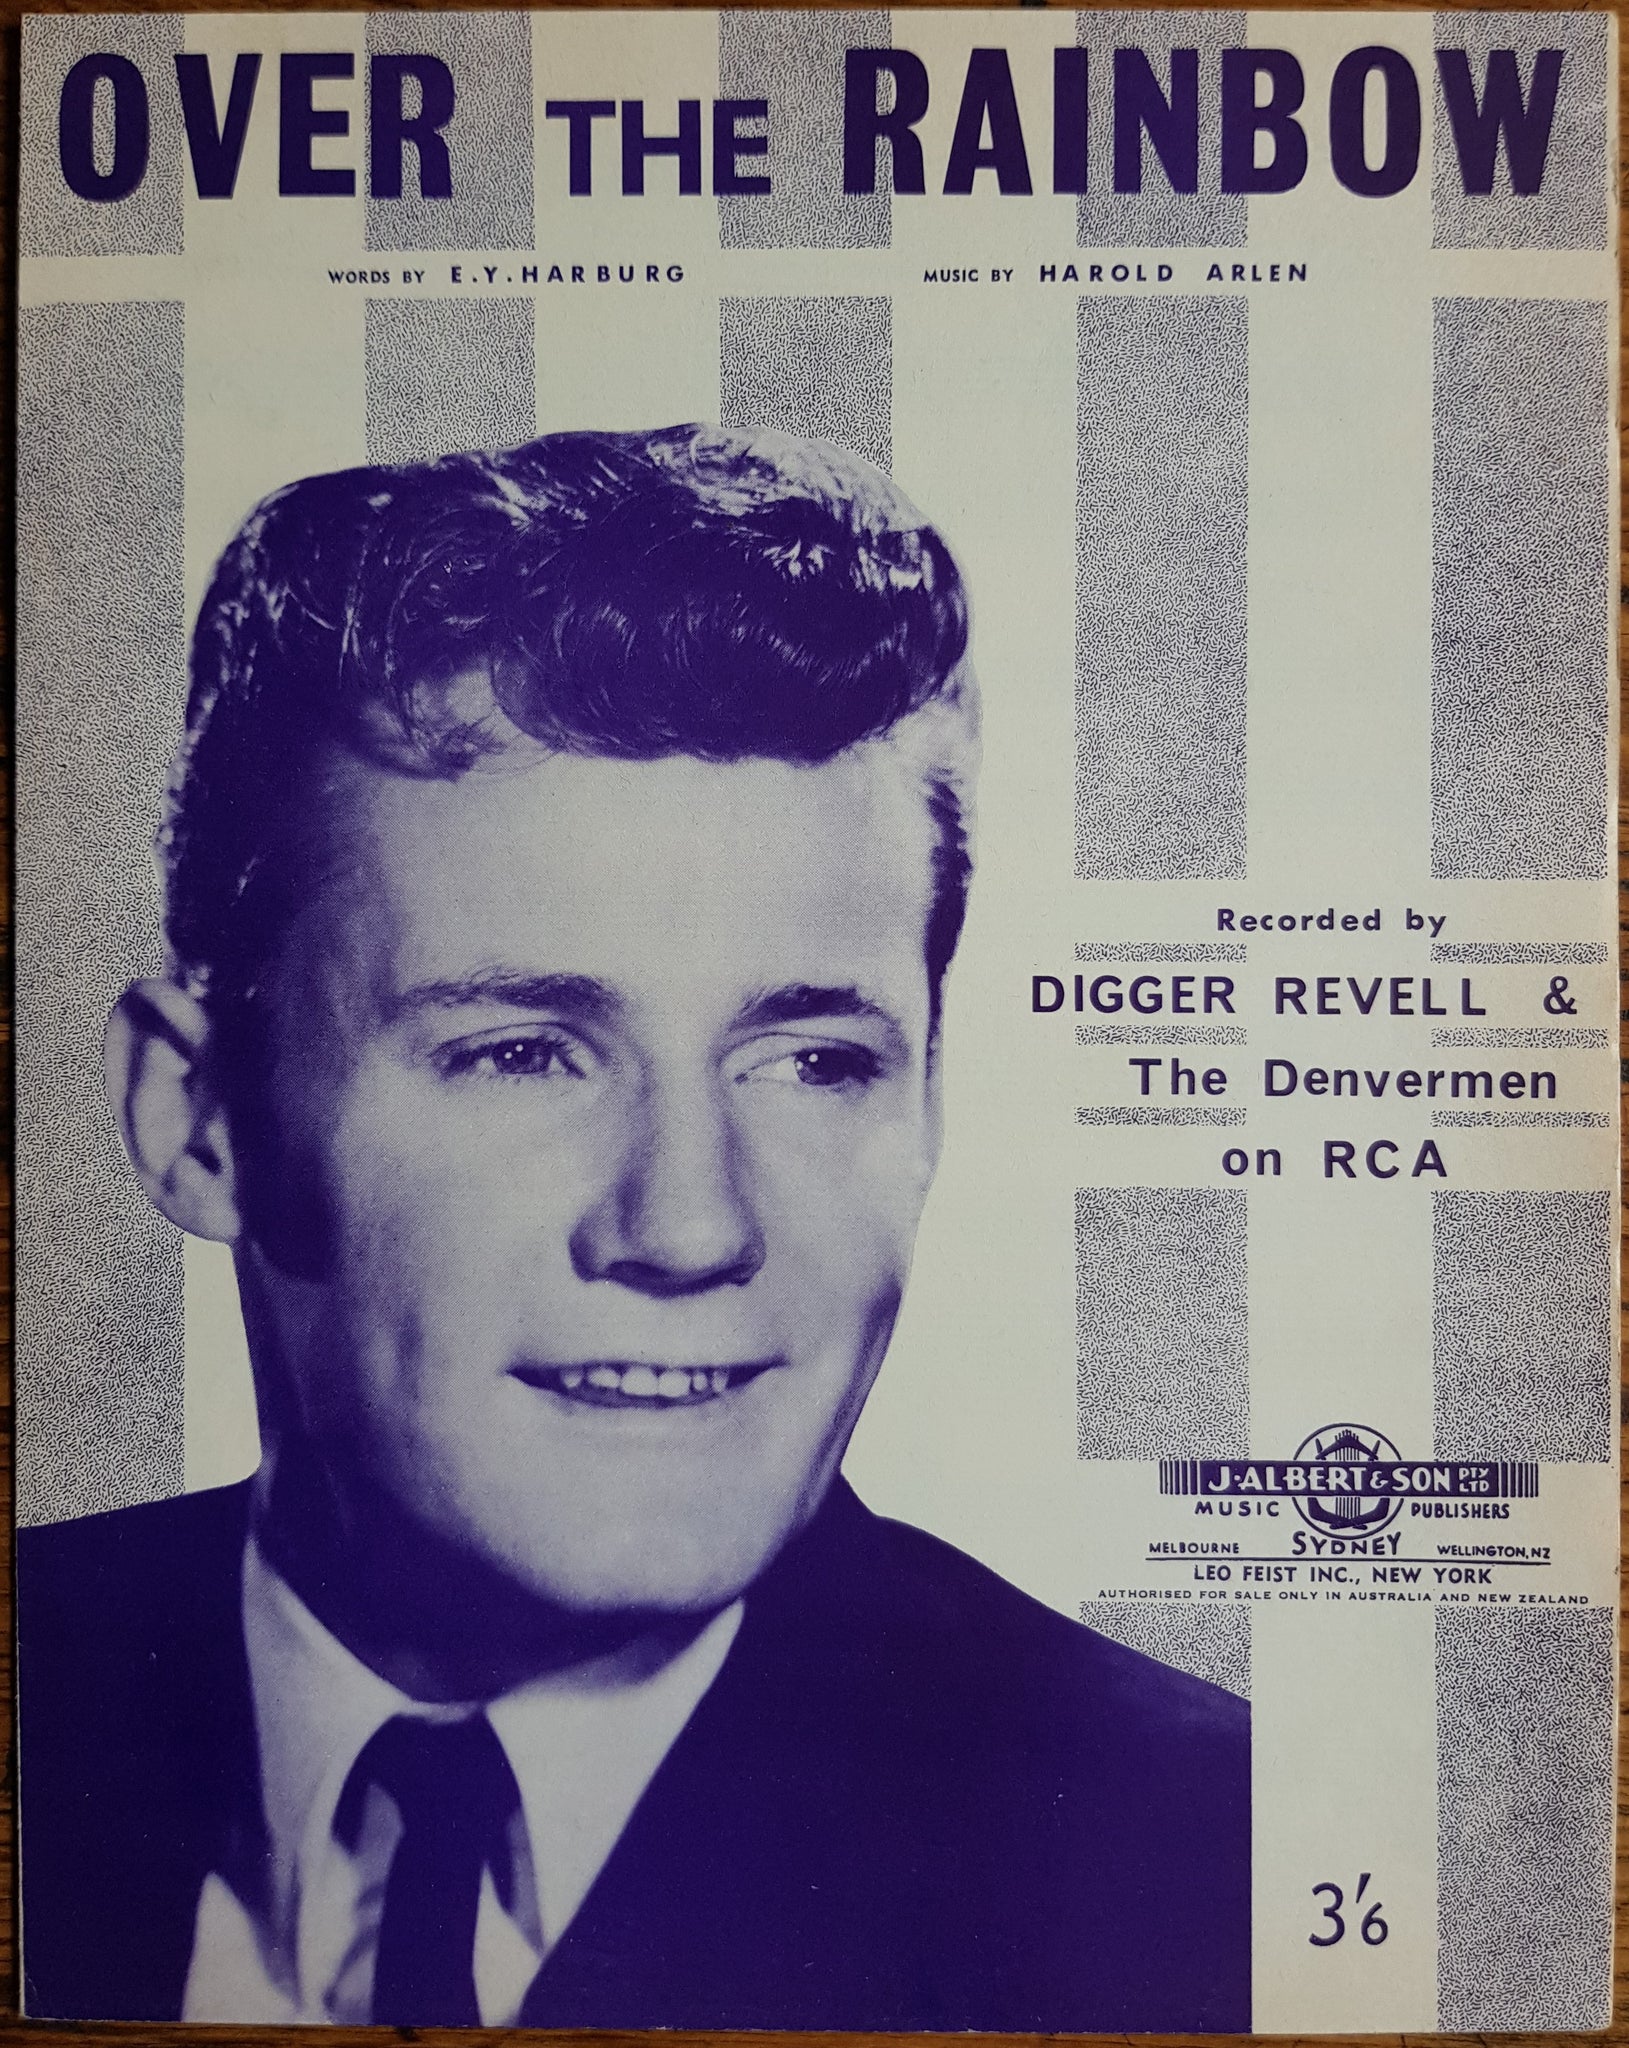 OVER THE RAINBOW
WORDS BY E.Y. HARBURG MUSIC BY HAROLD ARLEN
Recorded by
DIGGER REVELL &
The Denvermen
on RCA
J. ALBERT & SON PTY LTD
MUSIC PUBLISHERS
MELBOURNE SYDNEY WELLINGTON, NZ
LEO FEIST INC., NEW YORK
AUTHORISED FOR SALE ONLY IN AUSTRALIA AND NEW ZEALAND
3'6